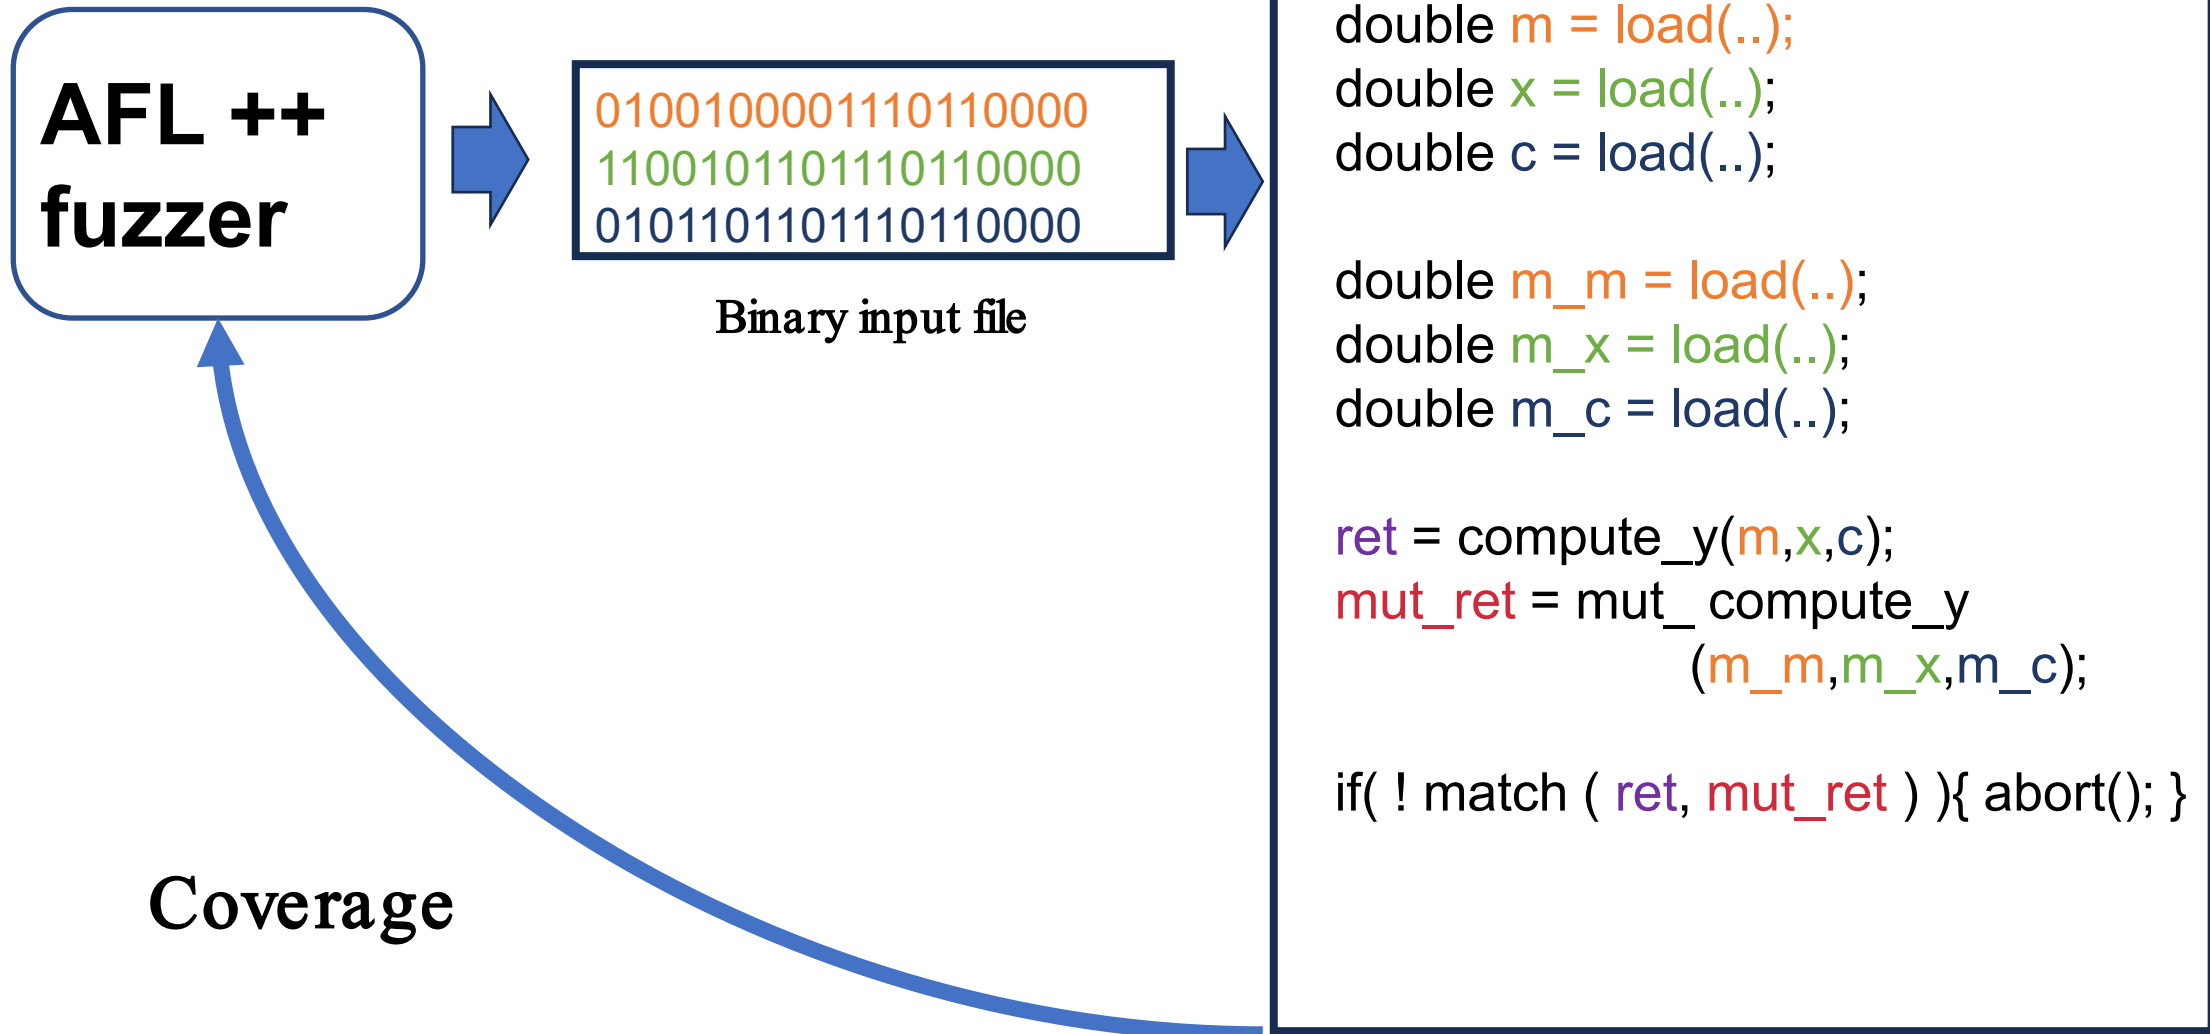 AFL ++
fuzzer
0100100001110110000
1100101101110110000
0101101101110110000
Binary input file
Coverage
double m = load(..);
double x = load(..);
double c = load(..);
double m_m = load(..);
double m_x = load(..);
double m_c = load(..);
ret = compute_y(m,x,c);
mut_ret = mut_ compute_y
(m_m,m_x,m_c);
if( ! match ( ret, mut_ret ) ){ abort(); }